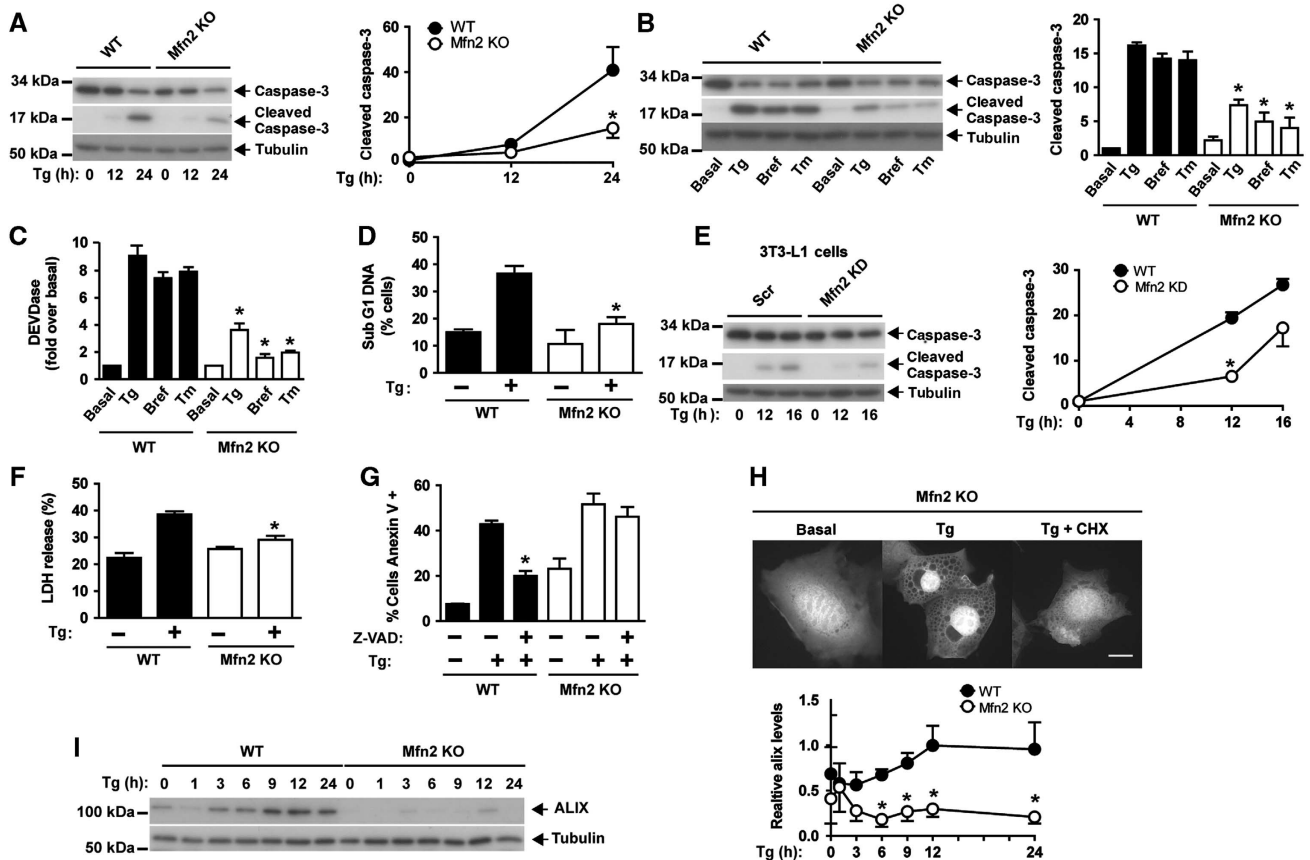 A
WT
Mfn2 KO
34 kDa
Caspase-3
17 kDa
Cleaved
Caspase-3
50 kDa
Tubulin
Tg (h): 0 12 24 0 12 24
Cleaved caspase-3
60
40
20
0
WT
Mfn2 KO
*
0 12 24
Tg (h):
B
WT
Mfn2 KO
34 kDa
Caspase-3
17 kDa
Cleaved
Caspase-3
50 kDa
Tubulin
Basal Tg Bref Tm Basal Tg Bref Tm
Cleaved caspase-3
20
15
10
5
0
* * *
Basal Tg Bref Tm Basal Tg Bref Tm
WT Mfn2 KO
C
DEVDase
(fold over basal)
10
8
6
4
2
0
* * *
Basal Tg Bref Tm Basal Tg Bref Tm
WT Mfn2 KO
D
Sub G1 DNA
(% cells)
50
40
30
20
10
0
*
Tg: – + – +
WT Mfn2 KO
E
3T3-L1 cells
Scr
Mfn2 KD
34 kDa
Caspase-3
17 kDa
Cleaved
Caspase-3
50 kDa
Tubulin
Tg (h): 0 12 16 0 12 16
Cleaved caspase-3
30
20
10
0
WT
Mfn2 KD
*
Tg (h): 0 4 8 12 16
F
LDH release (%)
50
40
30
20
10
0
*
Tg: – + – +
WT Mfn2 KO
G
% Cells Anexin V +
60
40
20
0
*
Z-VAD: – – + – – +
Tg: – + + – + +
WT Mfn2 KO
H
Mfn2 KO
Basal Tg Tg + CHX
I
WT Mfn2 KO
Tg (h): 0 1 3 6 9 12 24 0 1 3 6 9 12 24
100 kDa
ALIX
50 kDa
Tubulin
Realtive alix levels
1.5
1.0
0.5
0.0
WT
Mfn2 KO
* * * *
Tg (h): 0 3 6 9 12 24